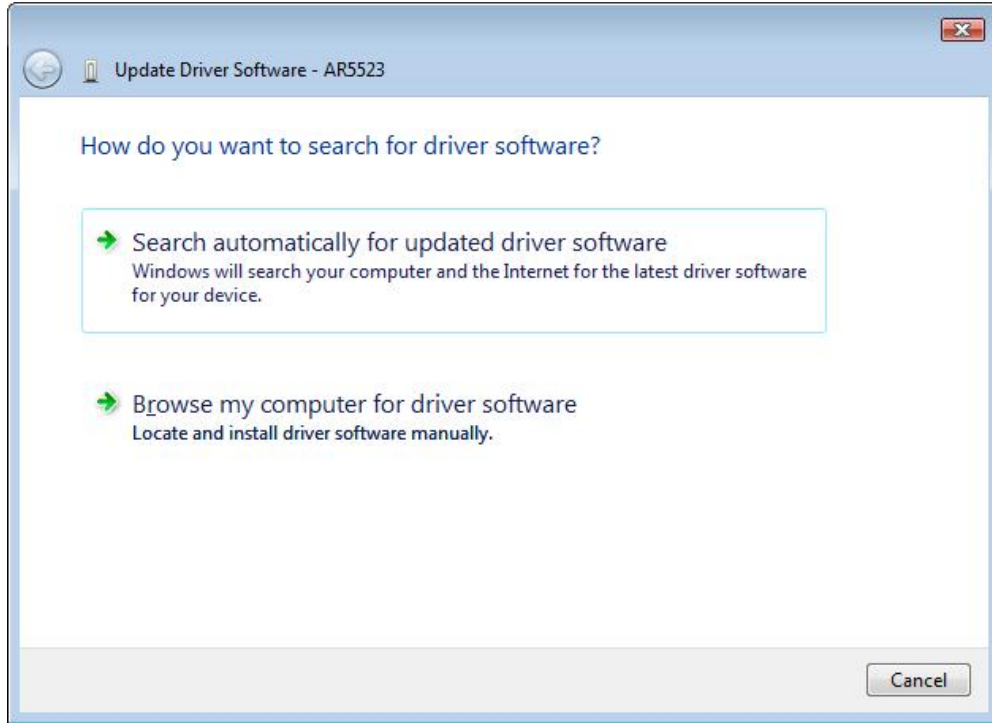 Update Driver Software - AR5523
How do you want to search for driver software?
Search automatically for updated driver software
Windows will search your computer and the Internet for the latest driver software
for your device.
Browse my computer for driver software
Locate and install driver software manually.
Cancel